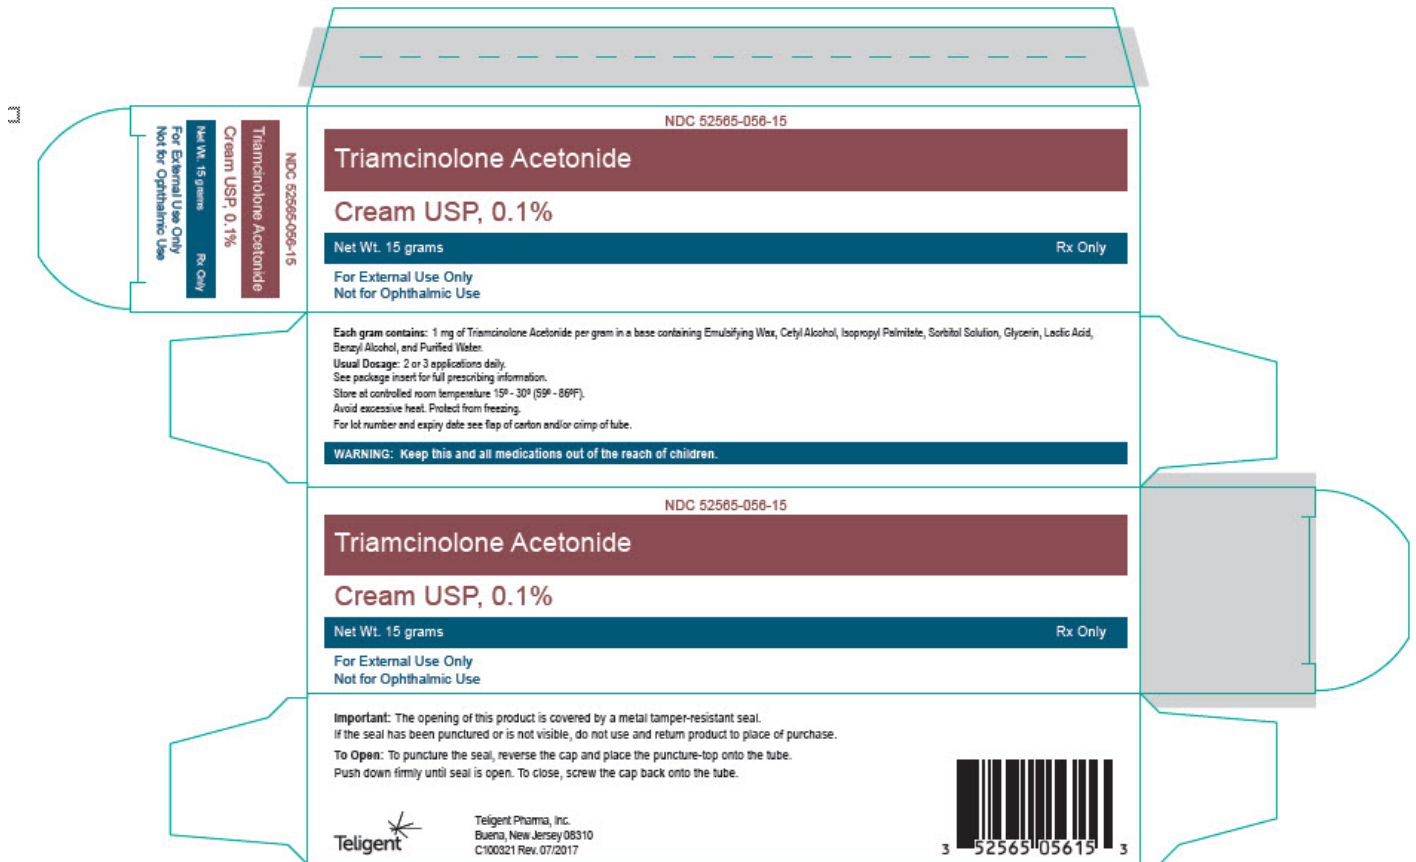 NDC 52565-056-15
Triamcinolone Acetonide
Cream USP, 0.1%
Net Wt. 15 grams Rx Only
For External Use Only
Not for Ophthalmic Use
NDC 52565-056-15
Triamcinolone Acetonide
Cream USP, 0.1%
Net Wt. 15 grams Rx Only
For External Use Only
Not for Ophthalmic Use
Each gram contains: 1 mg of Triamcinolone Acetonide per gram in a base containing Emulsifying Wax, Cetyl Alcohol, Isopropyl Palmitate, Sorbitol Solution, Glycerin, Lactic Acid,
Benzyl Alcohol, and Purified Water.
Usual Dosage: 2 or 3 applications daily.
See package insert for full prescribing information.
Store at controlled room temperature 15º - 30º (59º - 86ºF).
Avoid excessive heat. Protect from freezing.
For lot number and expiry date see flap of carton and/or crimp of tube.
WARNING: Keep this and all medications out of the reach of children.
NDC 52565-056-15
Triamcinolone Acetonide
Cream USP, 0.1%
Net Wt. 15 grams Rx Only
For External Use Only
Not for Ophthalmic Use
Important: The opening of this product is covered by a metal tamper-resistant seal.
If the seal has been punctured or is not visible, do not use and return product to place of purchase.
To Open: To puncture the seal, reverse the cap and place the puncture-top onto the tube.
Push down firmly until seal is open. To close, screw the cap back onto the tube.
Teligent
Teligent Pharma, Inc.
Buena, New Jersey 08310
C100321 Rev. 07/2017
3 52565 05615 3